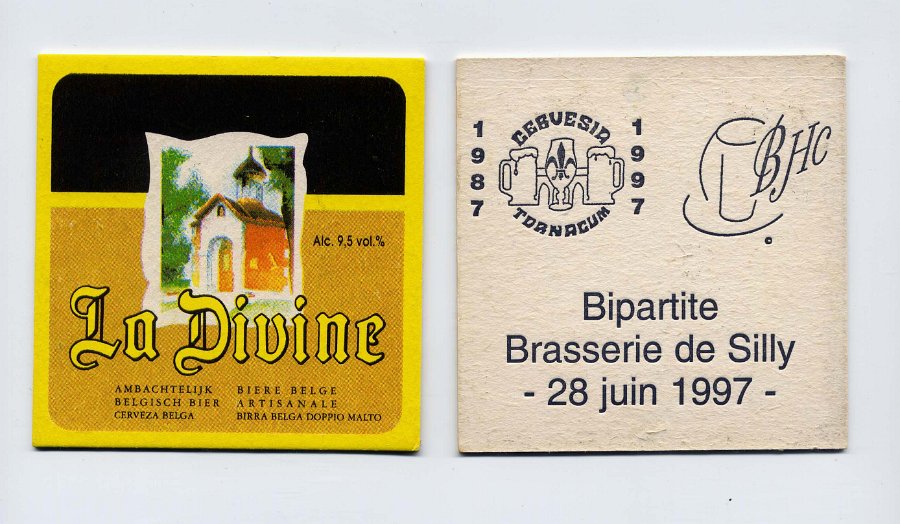 Alc. 9,5 vol.%
La Divine
AMBACHTELIJK
BELGISCH BIER
CERVEZA BELGA
BIERE BELGE
ARTISANALE
BIRRA BELGA DOPPIO MALTO
1987
CERVESIA
TORNACUM
1997
BHC
©
Bipartite
Brasserie de Silly
- 28 juin 1997 -